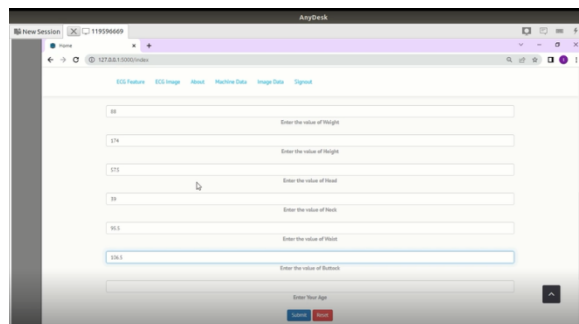 AnyDesk
New Session 119596669
Home
127.0.0.1:5000/index
ECG Feature ECG Image About Machine Data Image Data Signout
Enter the value of Weight
174
Enter the value of Height
Enter the value of Head
39
Enter the value of Neck
95.5
Enter the value of Waist
106.5
Enter the value of Buttock
Enter Your Age
Submit Reset